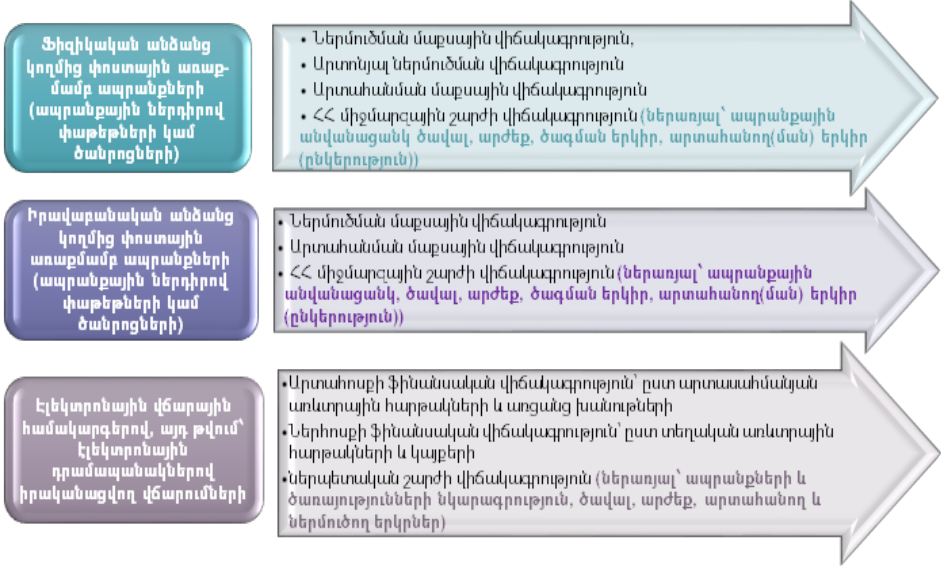 Ֆիզիկական անձանց
կողմից փոստային առաք-
մամբ ապրանքների
(ապրանքային ներդիրով
փաթեթների կամ
ծանրոցների)
• Ներմուծման մաքսային վիճակագրություն,
• Արտոնյալ ներմուծման վիճակագրություն
• Արտահանման մաքսային վիճակագրություն
• ՀՀ միջմարզային շարժի վիճակագրություն (ներառյալ՝ ապրանքային
անվանացանկ ծավալ, արժեք, ծագման երկիր, արտահանող(ման) երկիր
(ընկերություն))
Իրավաբանական անձանց
կողմից փոստային
առաքմամբ ապրանքների
(ապրանքային ներդիրով
փաթեթների կամ
ծանրոցների)
• Ներմուծման մաքսային վիճակագրություն
• Արտահանման մաքսային վիճակագրություն
• ՀՀ միջմարզային շարժի վիճակագրություն (ներառյալ՝ ապրանքային
անվանացանկ, ծավալ, արժեք, ծագման երկիր, արտահանող(ման) երկիր
(ընկերություն))
Էլեկտրոնային վճարային
համակարգերով, այդ թվում՝
էլեկտրոնային
դրամապանակներով
իրականացվող վճարումների
•Արտահոսքի ֆինանսական վիճակագրություն՝ ըստ արտասահմանյան
առևտրային հարթակների և առցանց խանութների
•Ներհոսքի ֆինանսական վիճակագրություն՝ ըստ տեղական առևտրային
հարթակների և կայքերի
•ներպետական շարժի վիճակագրություն (ներառյալ՝ ապրանքների և
ծառայությունների նկարագրություն, ծավալ, արժեք, արտահանող և
ներմուծող երկրներ)